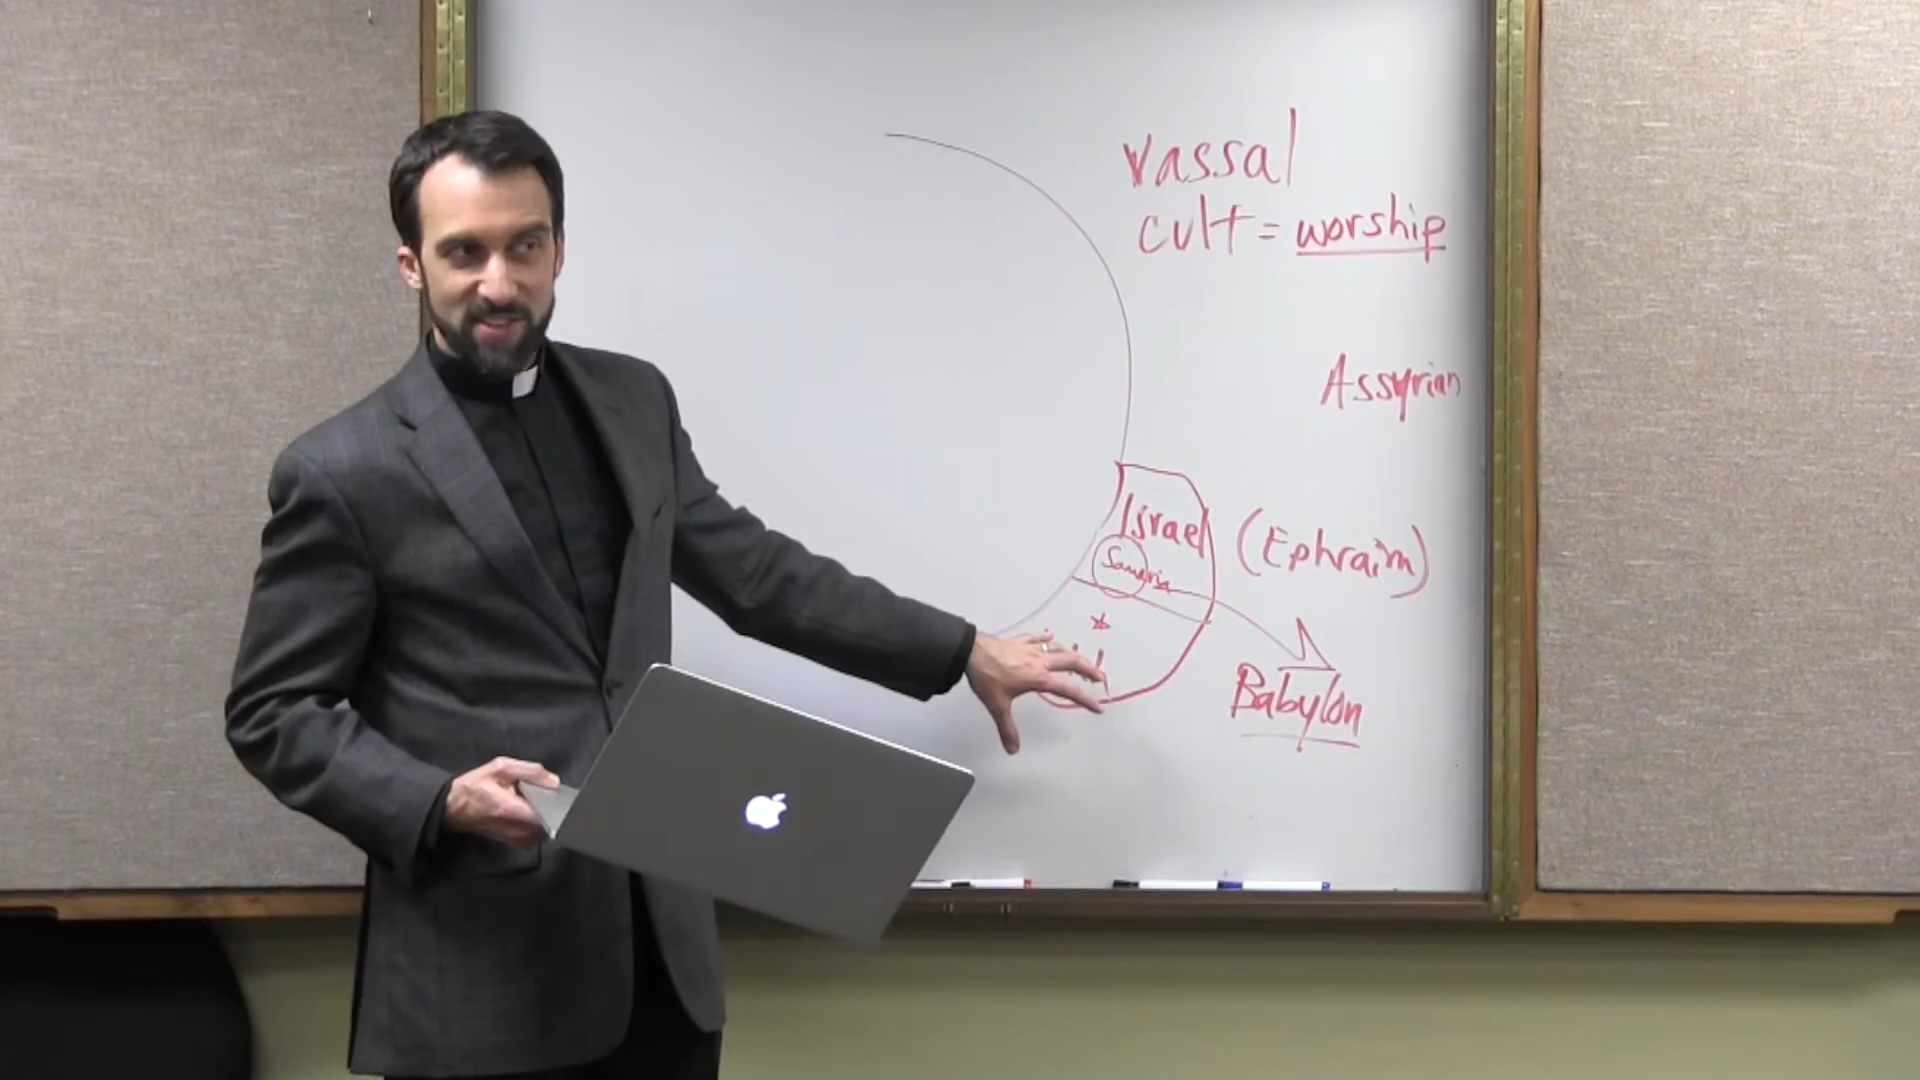 vassal
cult = worship
Assyrian
Israel (Ephraim)
Samaria
Babylon